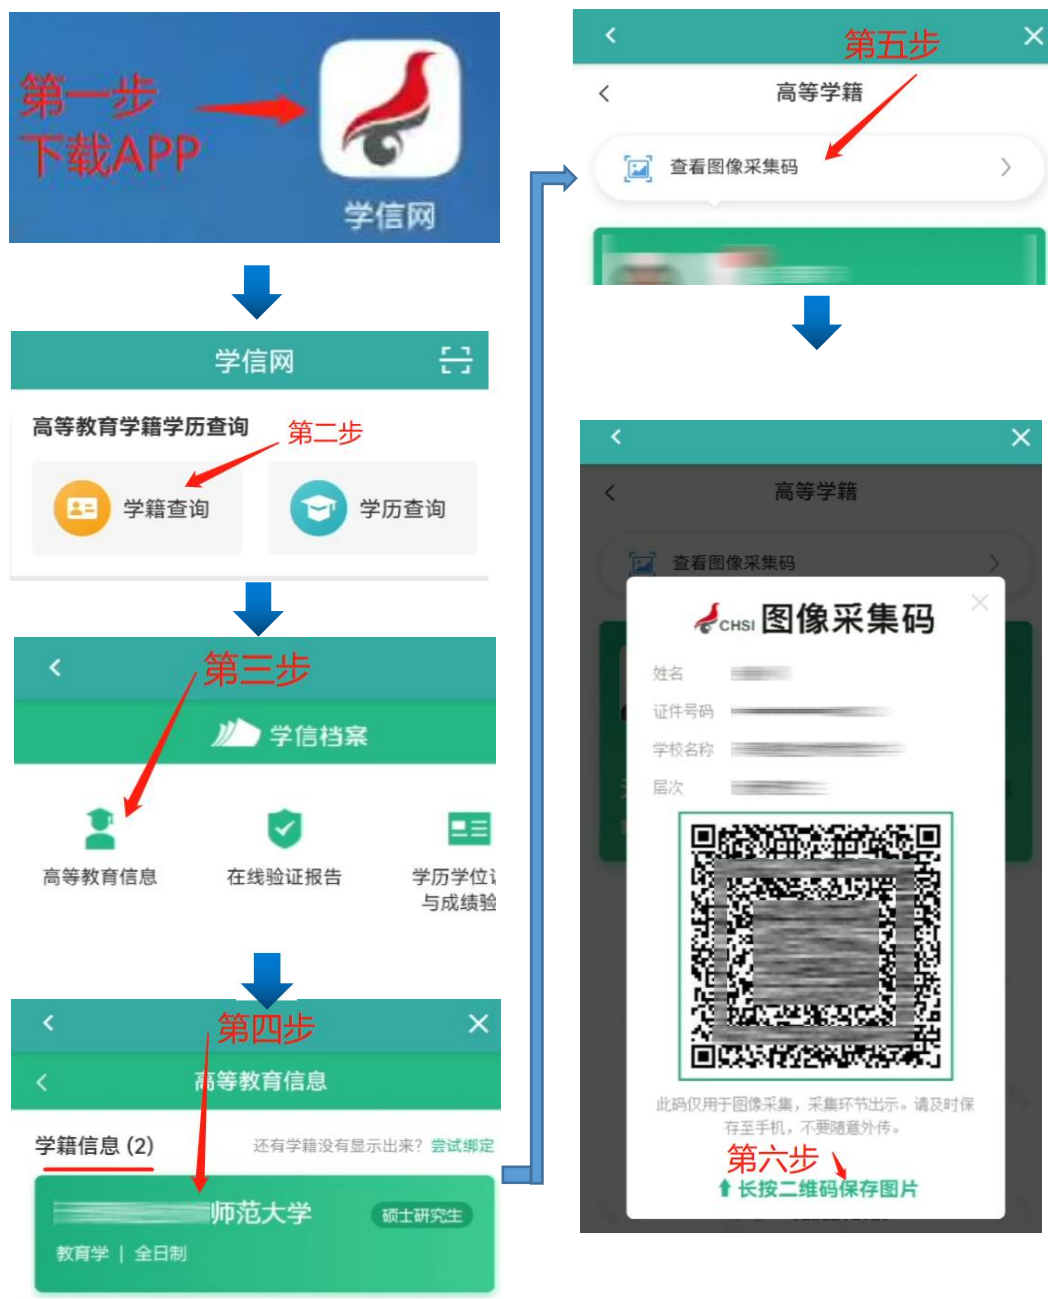 第一步
下载APP
学信网
学信网
高等教育学籍学历查询
第二步
学籍查询
学历查询
第三步
学信档案
高等教育信息
在线验证报告
学历学位
与成绩验
第四步
高等教育信息
学籍信息 (2)
还有学籍没有显示出来？尝试绑定
师范大学
硕士研究生
教育学 | 全日制
第五步
高等学籍
查看图像采集码
高等学籍
查看图像采集码
CHSI 图像采集码
姓名
证件号码
学校名称
层次
此码仅用于图像采集，采集环节出示。请及时保
存至手机，不要随意外传。
第六步
长按二维码保存图片